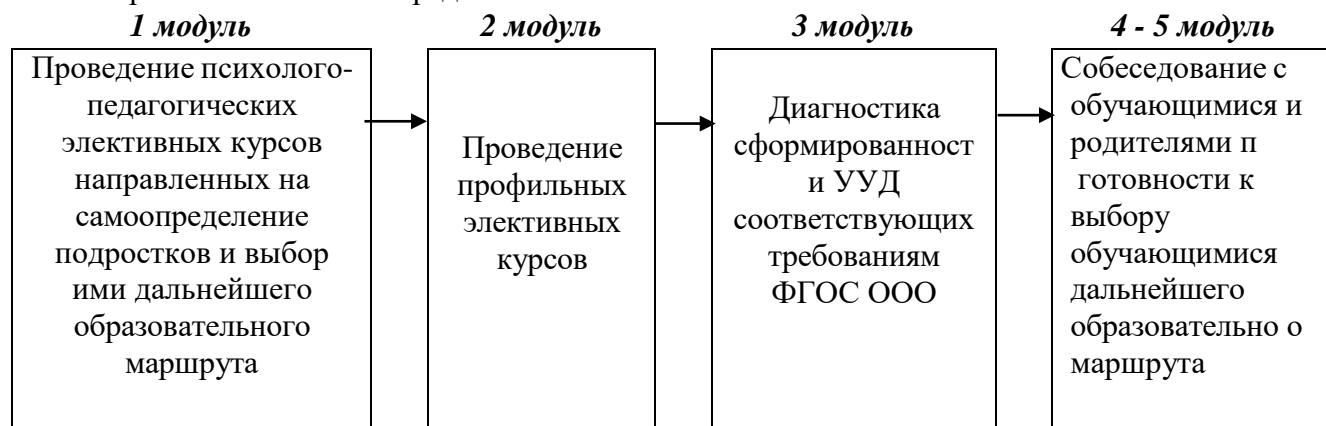 1 модуль
Проведение психолого-
педагогических
элективных курсов
направленных на
самоопределение
подростков и выбор
ими дальнейшего
образовательного
маршрута
2 модуль
Проведение
профильных
элективных
курсов
3 модуль
Диагностика
сформированност
и УУД
соответствующих
требованиям
ФГОС ООО
4 - 5 модуль
Собеседование с
обучающимися и
родителями п
готовности к
выбору
обучающимися
дальнейшего
образовательно о
маршрута